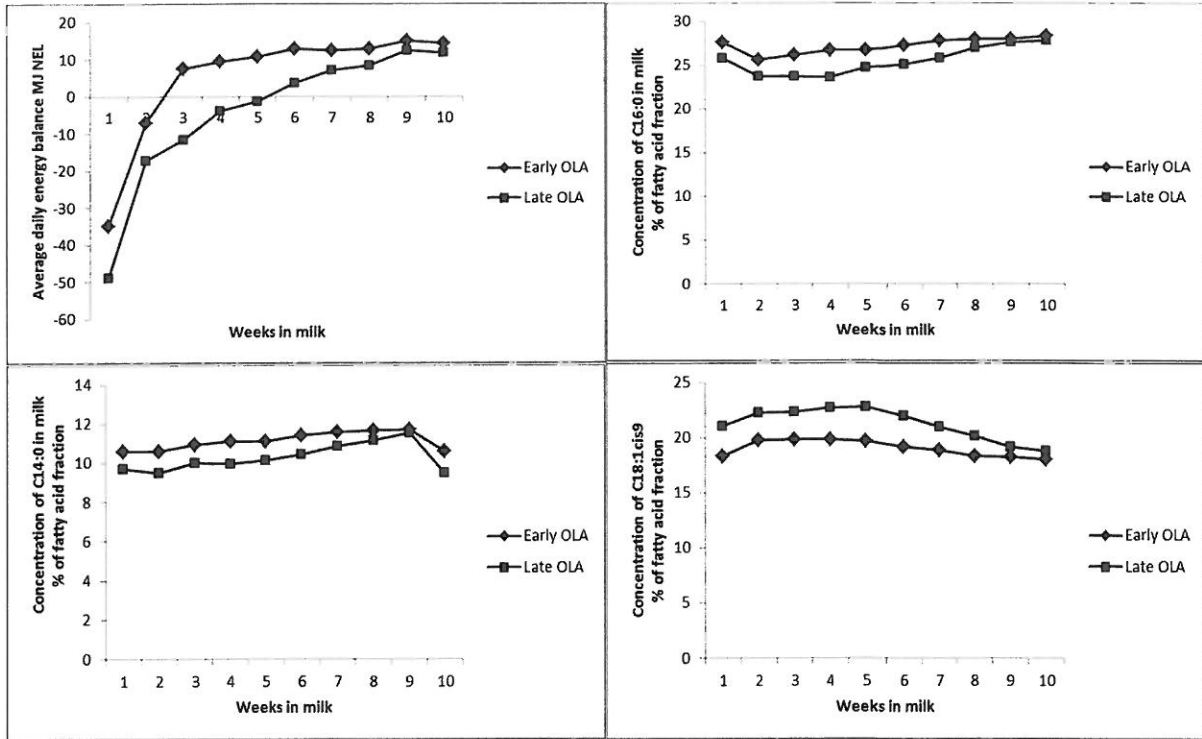 Average daily energy balance MJ NEL
20
10
0
-10
-20
-30
-40
-50
-60
1 2 3 4 5 6 7 8 9 10
Weeks in milk
Early OLA
Late OLA
Concentration of C16:0 in milk
% of fatty acid fraction
30
25
20
15
10
5
0
1 2 3 4 5 6 7 8 9 10
Weeks in milk
Early OLA
Late OLA
Concentration of C14:0 in milk
% of fatty acid fraction
14
12
10
8
6
4
2
0
1 2 3 4 5 6 7 8 9 10
Weeks in milk
Early OLA
Late OLA
Concentration of C18:1cis9
% of fatty acid fraction
25
20
15
10
5
0
1 2 3 4 5 6 7 8 9 10
Weeks in milk
Early OLA
Late OLA